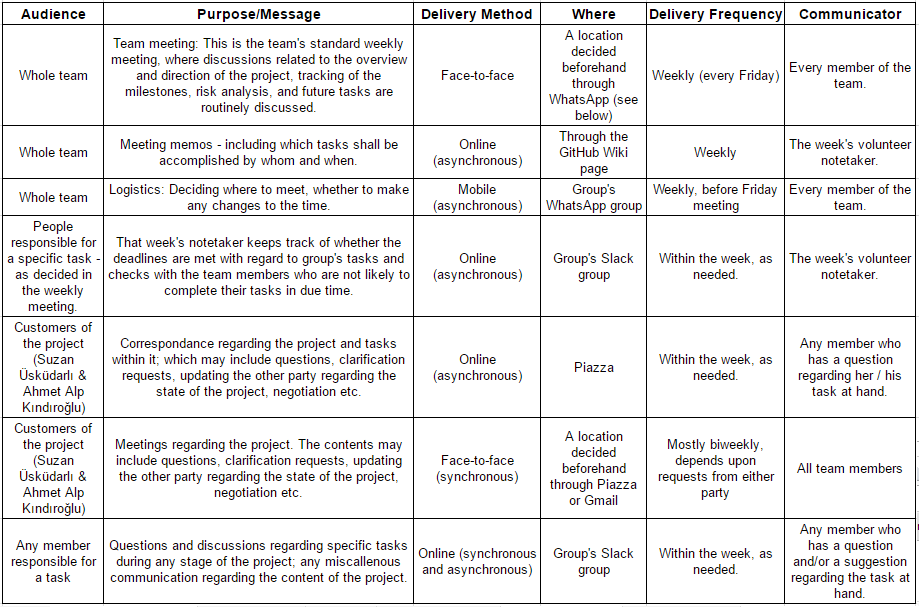 Audience Purpose/Message Delivery Method Where Delivery Frequency Communicator
Whole team
Team meeting: This is the team's standard weekly
meeting, where discussions related to the overview
and direction of the project, tracking of the
milestones, risk analysis, and future tasks are
routinely discussed.
Face-to-face
A location
decided
beforehand
through
WhatsApp (see
below)
Weekly (every Friday)
Every member of the
team.
Whole team
Meeting memos - including which tasks shall be
accomplished by whom and when.
Online
(asynchronous)
Through the
GitHub Wiki
page
Weekly
The week's volunteer
notetaker.
Whole team
Logistics: Deciding where to meet, whether to make
any changes to the time.
Mobile
(asynchronous)
Group's
WhatsApp group
Weekly, before Friday
meeting
Every member of the
team.
People
responsible for
a specific task -
as decided in
the weekly
meeting.
That week's notetaker keeps track of whether the
deadlines are met with regard to group's tasks and
checks with the team members who are not likely to
complete their tasks in due time.
Online
(asynchronous)
Group's Slack
group
Within the week, as
needed.
The week's volunteer
notetaker.
Customers of
the project
(Suzan
Üsküdarlı &
Ahmet Alp
Kındıroğlu)
Correspondance regarding the project and tasks
within it; which may include questions, clarification
requests, updating the other party regarding the
state of the project, negotiation etc.
Online
(asynchronous)
Piazza
Within the week, as
needed.
Any member who
has a question
regarding her / his
task at hand.
Customers of
the project
(Suzan
Üsküdarlı &
Ahmet Alp
Kındıroğlu)
Meetings regarding the project. The contents may
include questions, clarification requests, updating
the other party regarding the state of the project,
negotiation etc.
Face-to-face
(synchronous)
A location
decided
beforehand
through Piazza
or Gmail
Mostly biweekly,
depends upon
requests from either
party
All team members
Any member
responsible for
a task
Questions and discussions regarding specific tasks
during any stage of the project; any miscallenous
communication regarding the content of the project.
Online (synchronous
and asynchronous)
Group's Slack
group
Within the week, as
needed.
Any member who
has a question
and/or a suggestion
regarding the task at
hand.